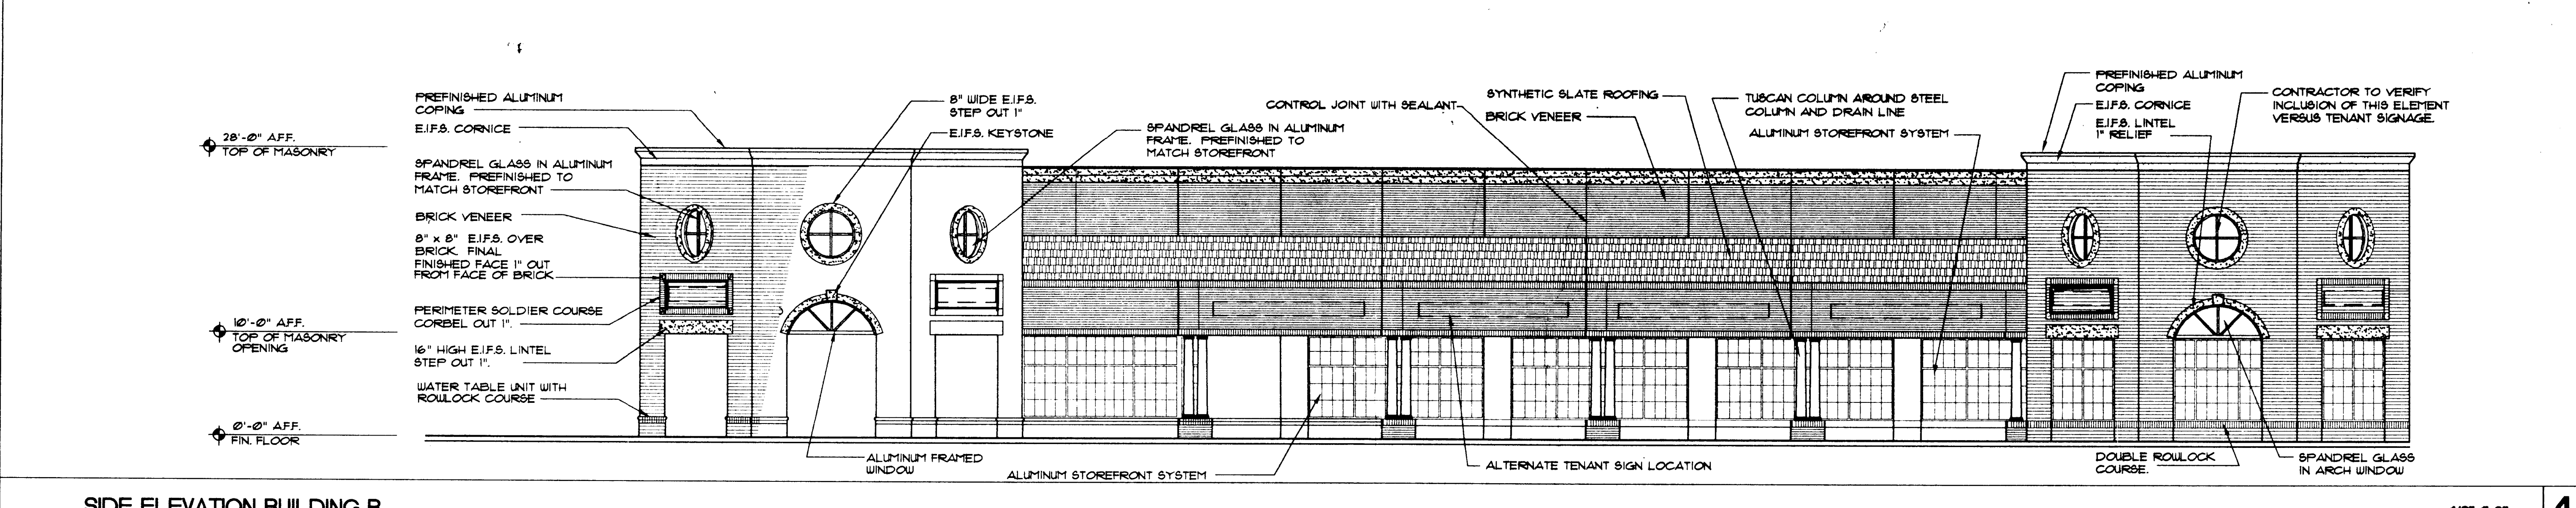 28'-0" A.F.F.
TOP OF MASONRY
10'-0" A.F.F.
TOP OF MASONRY
OPENING
0'-0" A.F.F.
FIN. FLOOR
PREFINISHED ALUMINUM
COPING
E.I.F.S. CORNICE
SPANDREL GLASS IN ALUMINUM
FRAME. PREFINISHED TO
MATCH STOREFRONT
BRICK VENEER
8" x 8" E.I.F.S. OVER
BRICK. FINAL
FINISHED FACE 1" OUT
FROM FACE OF BRICK
PERIMETER SOLDIER COURSE
CORBEL OUT 1".
16" HIGH E.I.F.S. LINTEL
STEP OUT 1".
WATER TABLE UNIT WITH
ROWLOCK COURSE
8" WIDE E.I.F.S.
STEP OUT 1"
E.I.F.S. KEYSTONE
SPANDREL GLASS IN ALUMINUM
FRAME. PREFINISHED TO
MATCH STOREFRONT
CONTROL JOINT WITH SEALANT
SYNTHETIC SLATE ROOFING
BRICK VENEER
TUSCAN COLUMN AROUND STEEL
COLUMN AND DRAIN LINE
ALUMINUM STOREFRONT SYSTEM
PREFINISHED ALUMINUM
COPING
E.I.F.S. CORNICE
E.I.F.S. LINTEL
1" RELIEF
CONTRACTOR TO VERIFY
INCLUSION OF THIS ELEMENT
VERSUS TENANT SIGNAGE.
ALUMINUM FRAMED
WINDOW
ALUMINUM STOREFRONT SYSTEM
ALTERNATE TENANT SIGN LOCATION
DOUBLE ROWLOCK
COURSE.
SPANDREL GLASS
IN ARCH WINDOW
SIDE ELEVATION BUILDING B
4